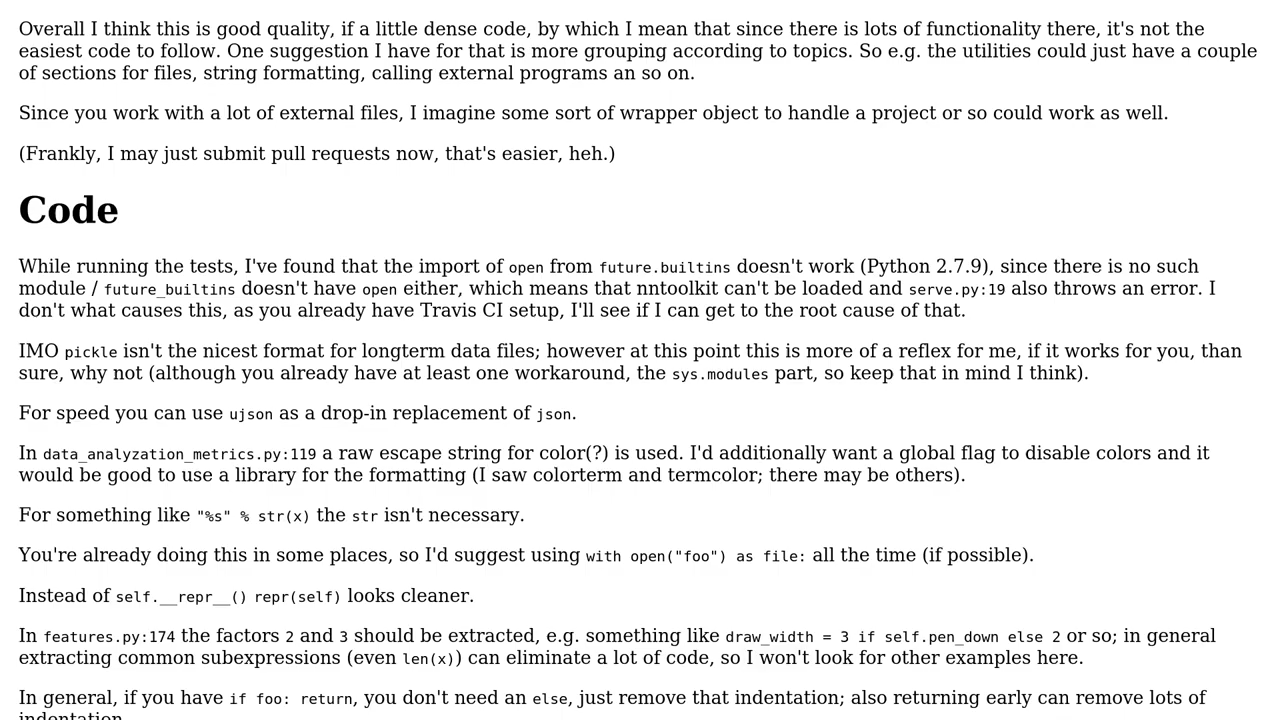 Overall I think this is good quality, if a little dense code, by which I mean that since there is lots of functionality there, it's not the
easiest code to follow. One suggestion I have for that is more grouping according to topics. So e.g. the utilities could just have a couple
of sections for files, string formatting, calling external programs an so on.
Since you work with a lot of external files, I imagine some sort of wrapper object to handle a project or so could work as well.
(Frankly, I may just submit pull requests now, that's easier, heh.)
Code
While running the tests, I've found that the import of open from future.builtins doesn't work (Python 2.7.9), since there is no such
module / future_builtins doesn't have open either, which means that nntoolkit can't be loaded and serve.py:19 also throws an error. I
don't what causes this, as you already have Travis CI setup, I'll see if I can get to the root cause of that.
IMO pickle isn't the nicest format for longterm data files; however at this point this is more of a reflex for me, if it works for you, than
sure, why not (although you already have at least one workaround, the sys.modules part, so keep that in mind I think).
For speed you can use ujson as a drop-in replacement of json.
In data_analyzation_metrics.py:119 a raw escape string for color(?) is used. I'd additionally want a global flag to disable colors and it
would be good to use a library for the formatting (I saw colorterm and termcolor; there may be others).
For something like "%s" % str(x) the str isn't necessary.
You're already doing this in some places, so I'd suggest using with open("foo") as file: all the time (if possible).
Instead of self.__repr__() repr(self) looks cleaner.
In features.py:174 the factors 2 and 3 should be extracted, e.g. something like draw_width = 3 if self.pen_down else 2 or so; in general
extracting common subexpressions (even len(x)) can eliminate a lot of code, so I won't look for other examples here.
In general, if you have if foo: return, you don't need an else, just remove that indentation; also returning early can remove lots of
indentation.